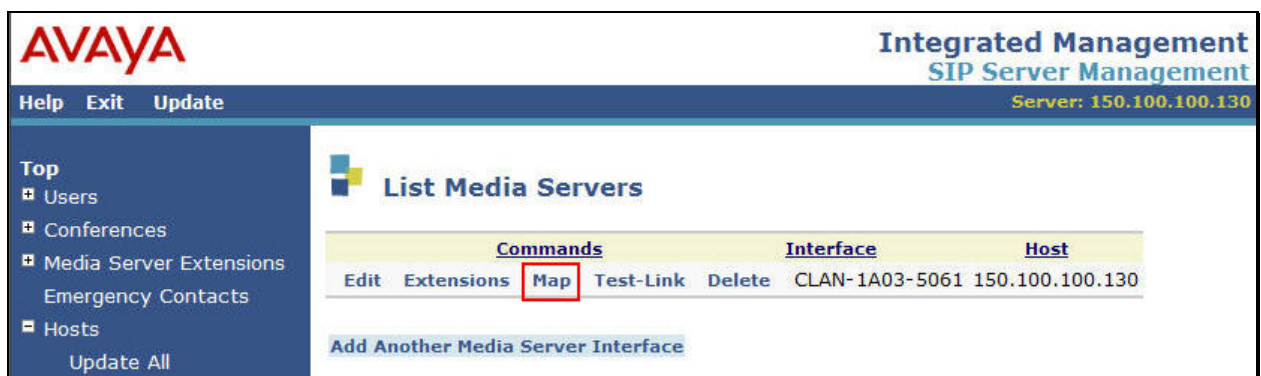 AVAYA
Integrated Management
SIP Server Management
Help Exit Update
Server: 150.100.100.130
Top
Users
Conferences
Media Server Extensions
Emergency Contacts
Hosts
Update All
List Media Servers
Commands Interface Host
Edit Extensions Map Test-Link Delete CLAN-1A03-5061 150.100.100.130
Add Another Media Server Interface